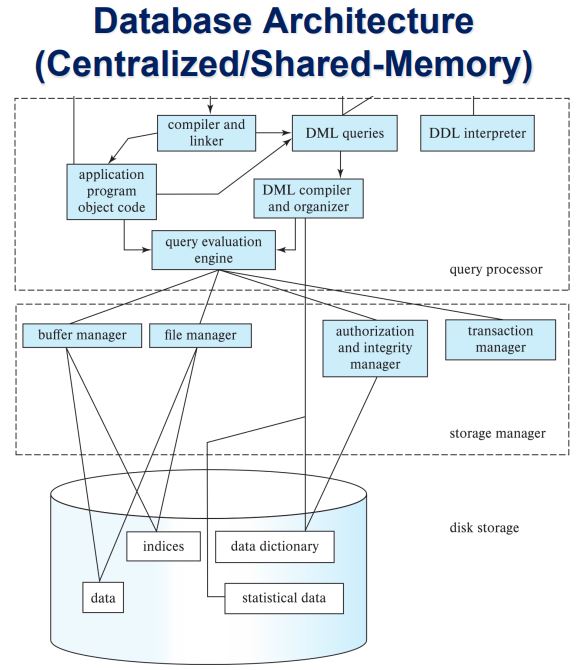 Database Architecture
(Centralized/Shared-Memory)
compiler and
linker
DML queries
DDL interpreter
application
program
object code
DML compiler
and organizer
query evaluation
engine
query processor
buffer manager
file manager
authorization
and integrity
manager
transaction
manager
storage manager
disk storage
indices
data dictionary
data
statistical data